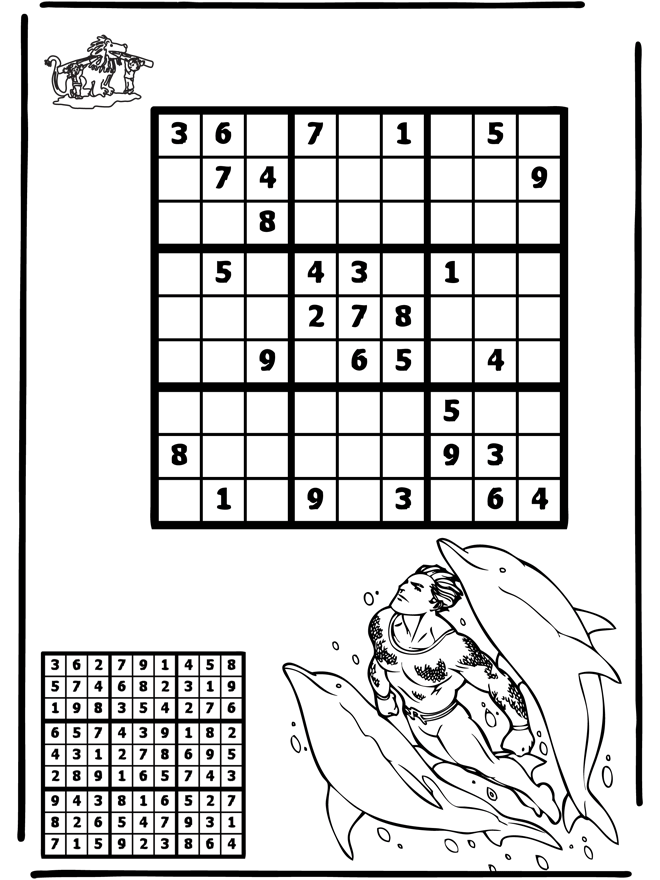 3 6 7 1 5
7 4 9
8
5 4 3 1
2 7 8
9 6 5 4
5
8 9 3
1 9 3 6 4
3 6 2 7 9 1 4 5 8
5 7 4 6 8 2 3 1 9
1 9 8 3 5 4 2 7 6
6 5 7 4 3 9 1 8 2
4 3 1 2 7 8 6 9 5
2 8 9 1 6 5 7 4 3
9 4 3 8 1 6 5 2 7
8 2 6 5 4 7 9 3 1
7 1 5 9 2 3 8 6 4